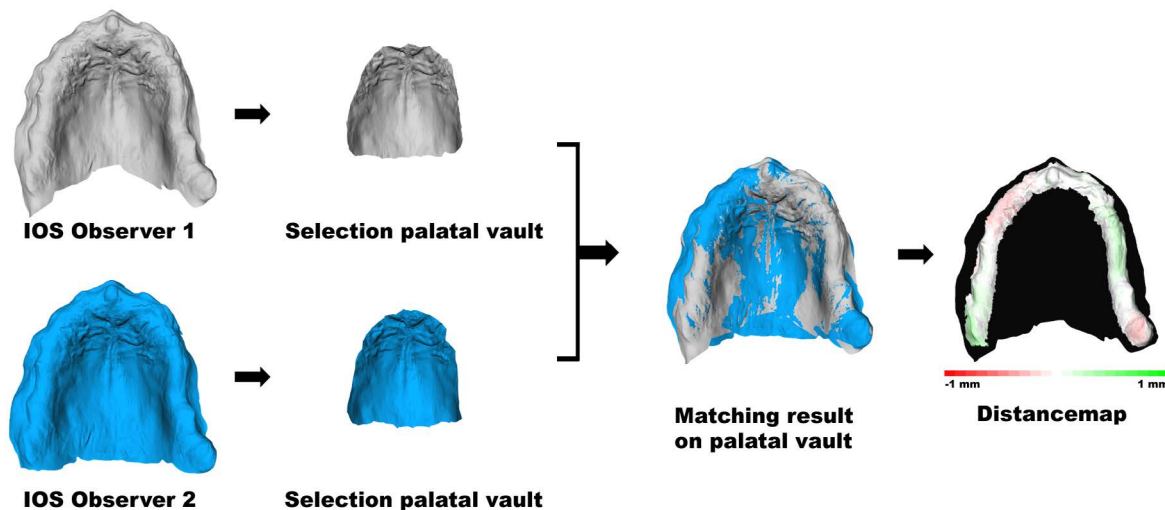 IOS Observer 1
Selection palatal vault
IOS Observer 2
Selection palatal vault
Matching result
on palatal vault
-1 mm
1 mm
Distancemap